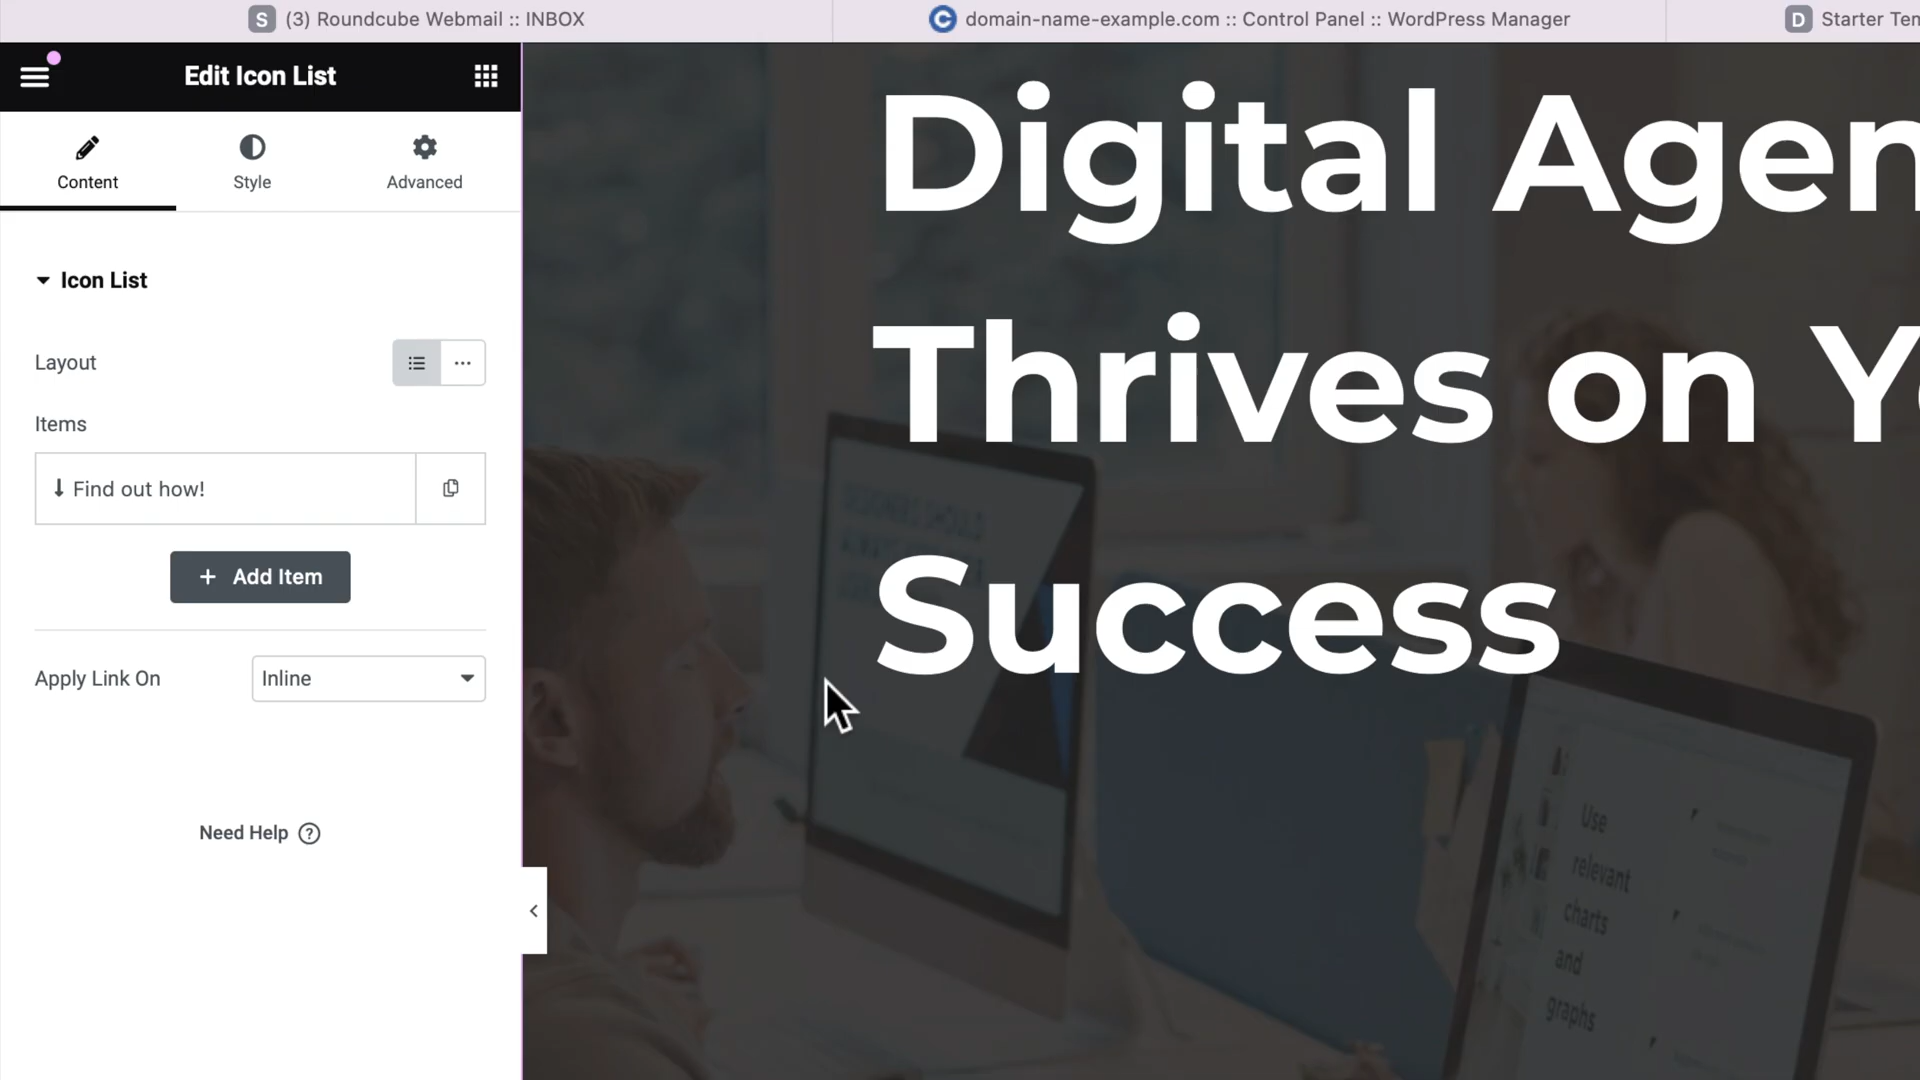 S (3) Roundcube Webmail :: INBOX
C domain-name-example.com :: Control Panel :: WordPress Manager
D Starter Tem
Edit Icon List
Content
Style
Advanced
Icon List
Layout
Items
Find out how!
+ Add Item
Apply Link On
Inline
Need Help ?
Digital Agen
Thrives on Yo
Success
Use
relevant
charts
and
graphs